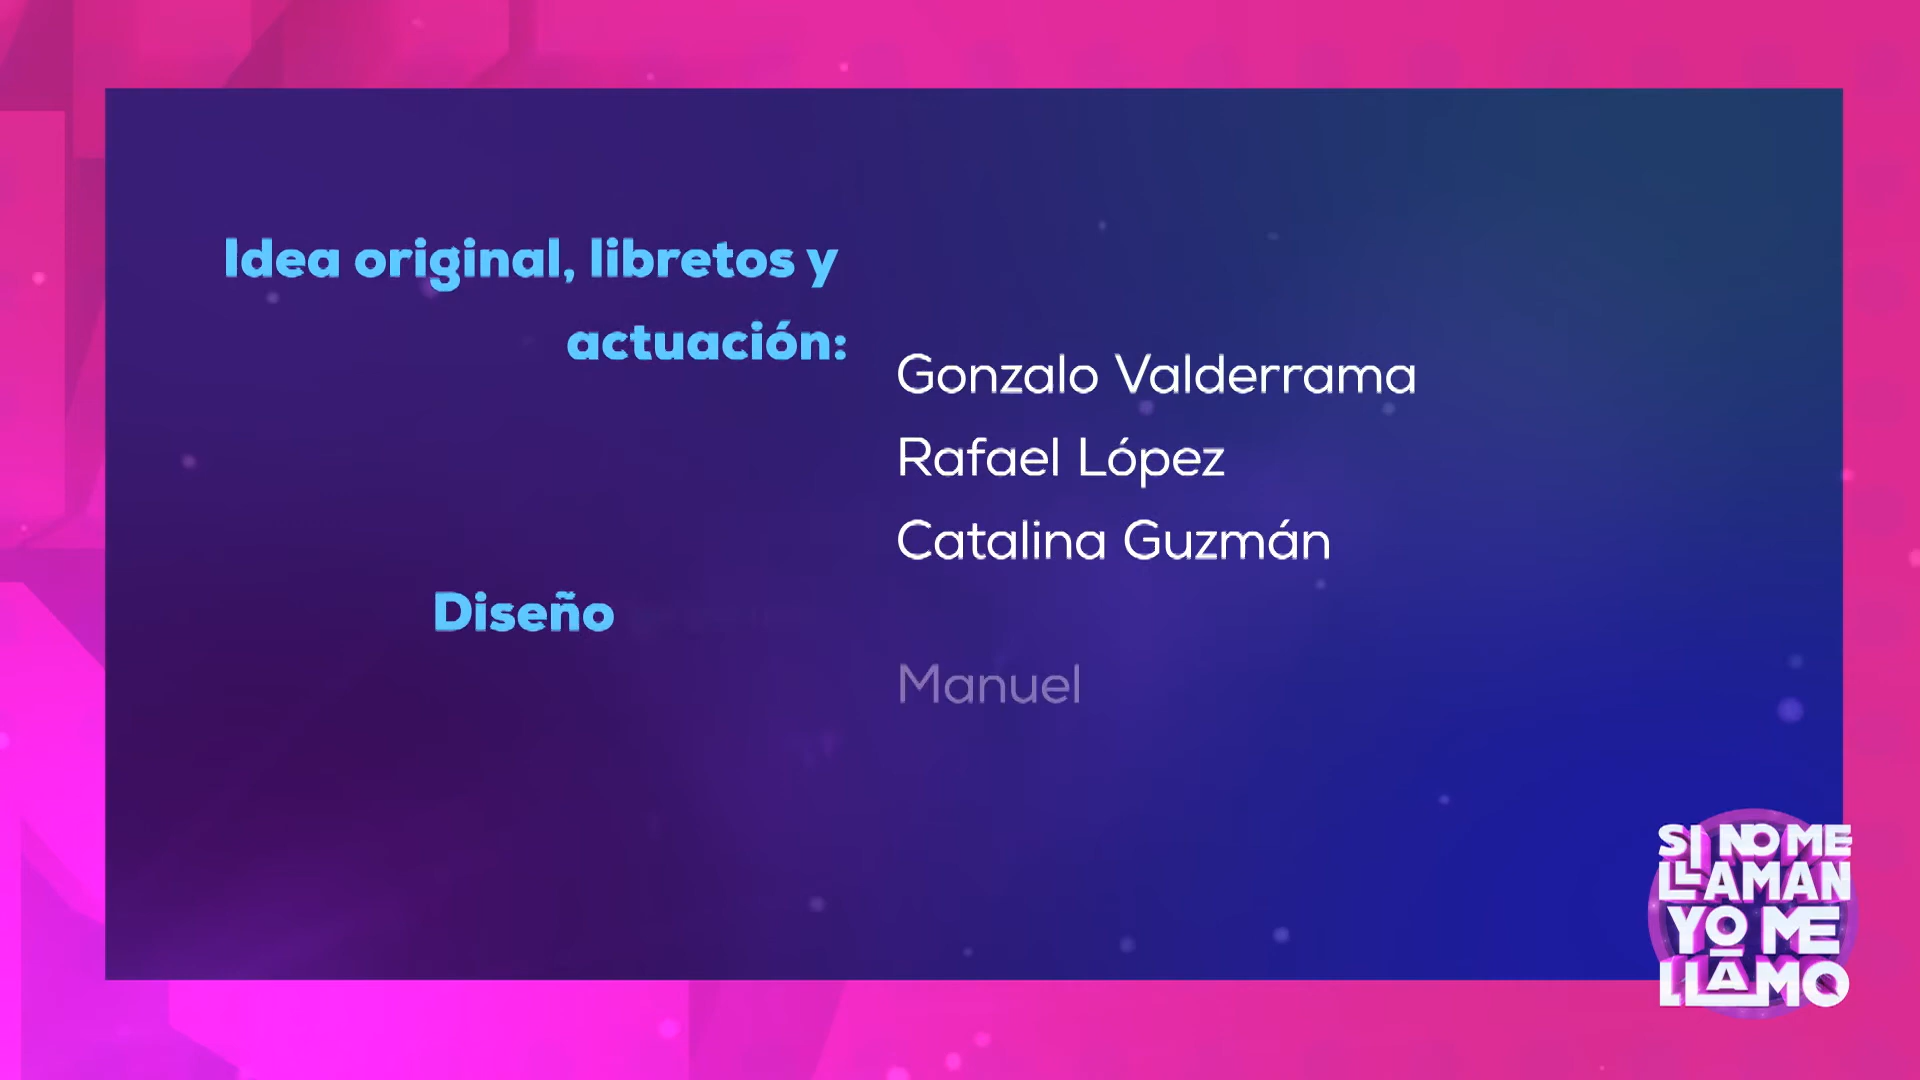 Idea original, libretos y
actuación:
Gonzalo Valderrama
Rafael López
Catalina Guzmán
Diseño
Manuel
SI NO ME
LLAMAN
YO ME
LLAMO